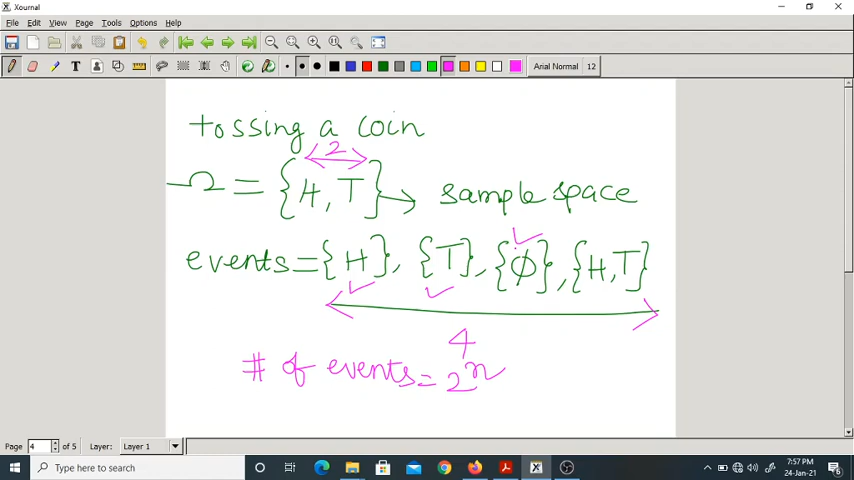 Xournal
File Edit View Page Tools Options Help
Arial Normal 12
tossing a coin
2
Ω = {H, T} → sample space
events = {H}, {T}, {ϕ}, {H, T}
4
# of events = 2^n
Page 4 of 5 Layer: Layer 1
Type here to search
7:57 PM
24-Jan-21
6